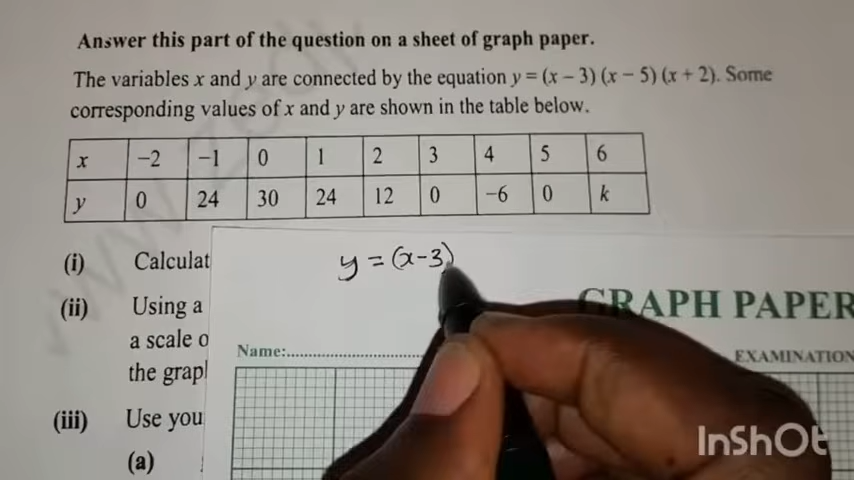 Answer this part of the question on a sheet of graph paper.
The variables x and y are connected by the equation y = (x – 3) (x – 5) (x + 2). Some
corresponding values of x and y are shown in the table below.
x –2 –1 0 1 2 3 4 5 6
y 0 24 30 24 12 0 –6 0 k
(i) Calculat
y = (x-3)
(ii) Using a
GRAPH PAPER
a scale o
Name:
EXAMINATION
the grap
(iii) Use you
(a)
InShOt